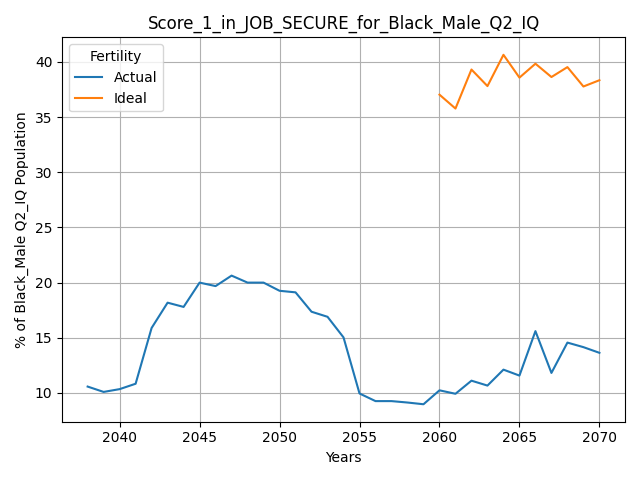 Score_1_in_JOB_SECURE_for_Black_Male_Q2_IQ
Fertility
Actual
Ideal
% of Black_Male Q2_IQ Population
40
35
30
25
20
15
10
2040 2045 2050 2055 2060 2065 2070
Years